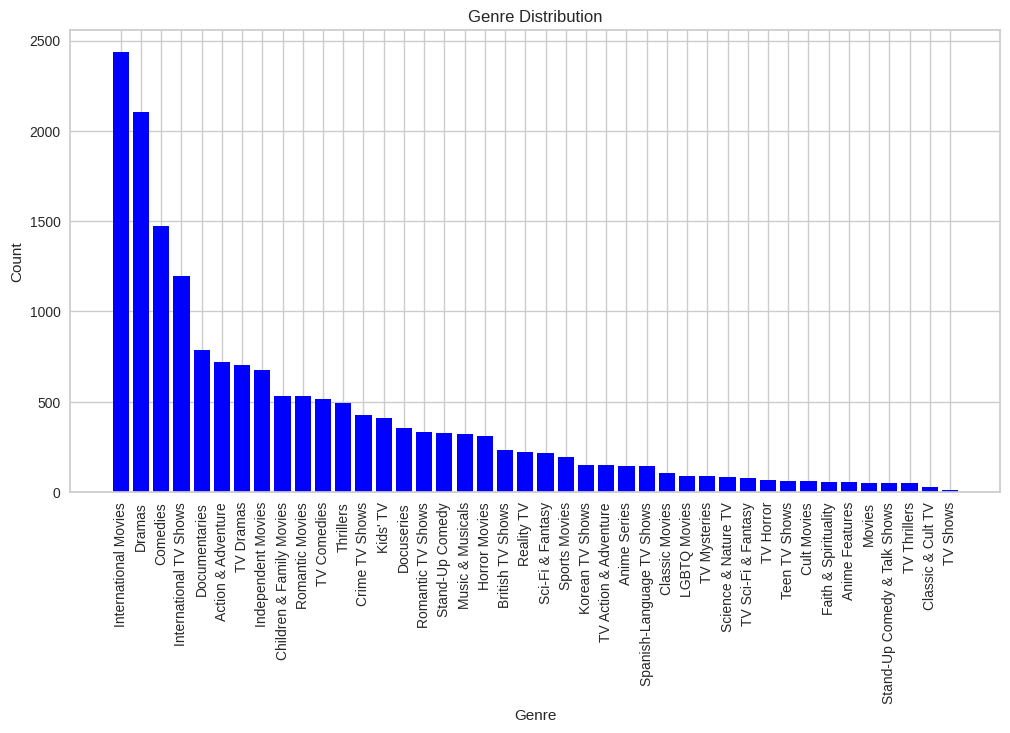 Genre Distribution
2500
2000
1500
1000
500
0
Count
International Movies
Dramas
Comedies
International TV Shows
Documentaries
Action & Adventure
TV Dramas
Independent Movies
Children & Family Movies
Romantic Movies
TV Comedies
Thrillers
Crime TV Shows
Kids' TV
Docuseries
Romantic TV Shows
Stand-Up Comedy
Music & Musicals
Horror Movies
British TV Shows
Reality TV
Sci-Fi & Fantasy
Sports Movies
Korean TV Shows
TV Action & Adventure
Anime Series
Spanish-Language TV Shows
Classic Movies
LGBTQ Movies
TV Mysteries
Science & Nature TV
TV Sci-Fi & Fantasy
TV Horror
Teen TV Shows
Cult Movies
Faith & Spirituality
Anime Features
Movies
Stand-Up Comedy & Talk Shows
TV Thrillers
Classic & Cult TV
TV Shows
Genre